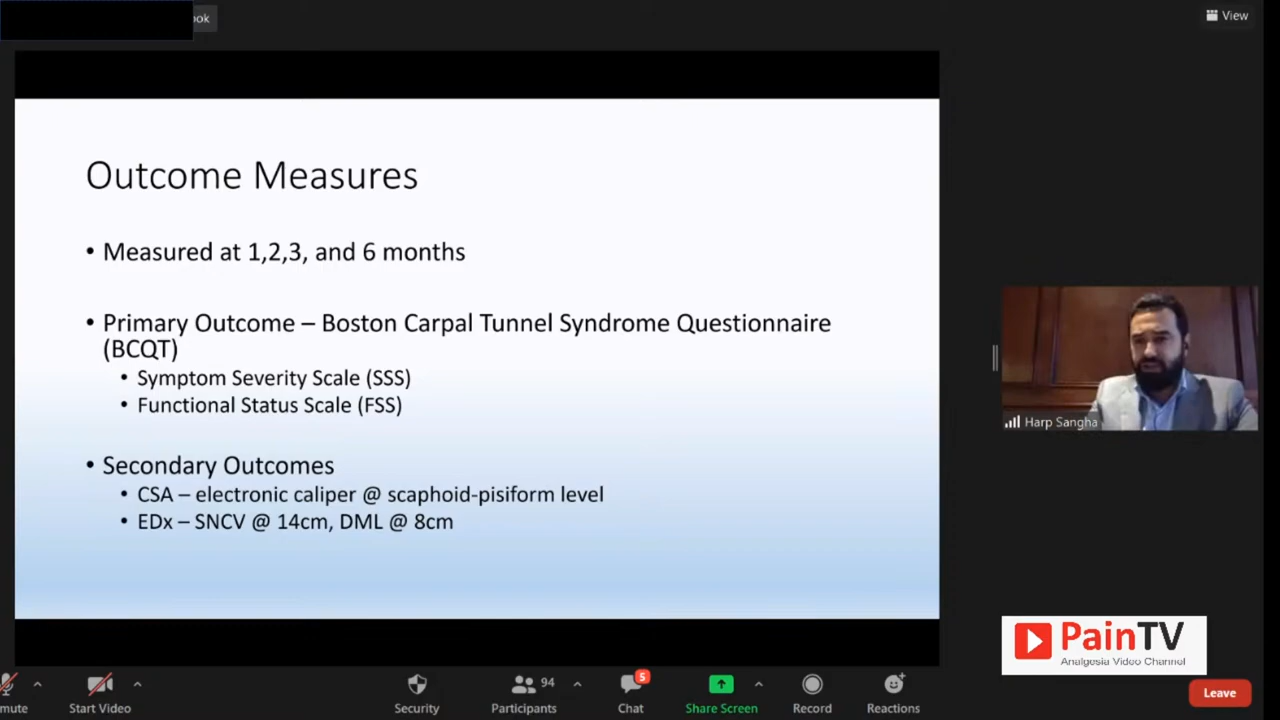 ook
View
Outcome Measures
• Measured at 1,2,3, and 6 months
• Primary Outcome – Boston Carpal Tunnel Syndrome Questionnaire
(BCQT)
• Symptom Severity Scale (SSS)
• Functional Status Scale (FSS)
• Secondary Outcomes
• CSA – electronic caliper @ scaphoid-pisiform level
• EDx – SNCV @ 14cm, DML @ 8cm
Harp Sangha
PainTV
Analgesia Video Channel
mute
Start Video
Security
94
Participants
5
Chat
Share Screen
Record
Reactions
Leave